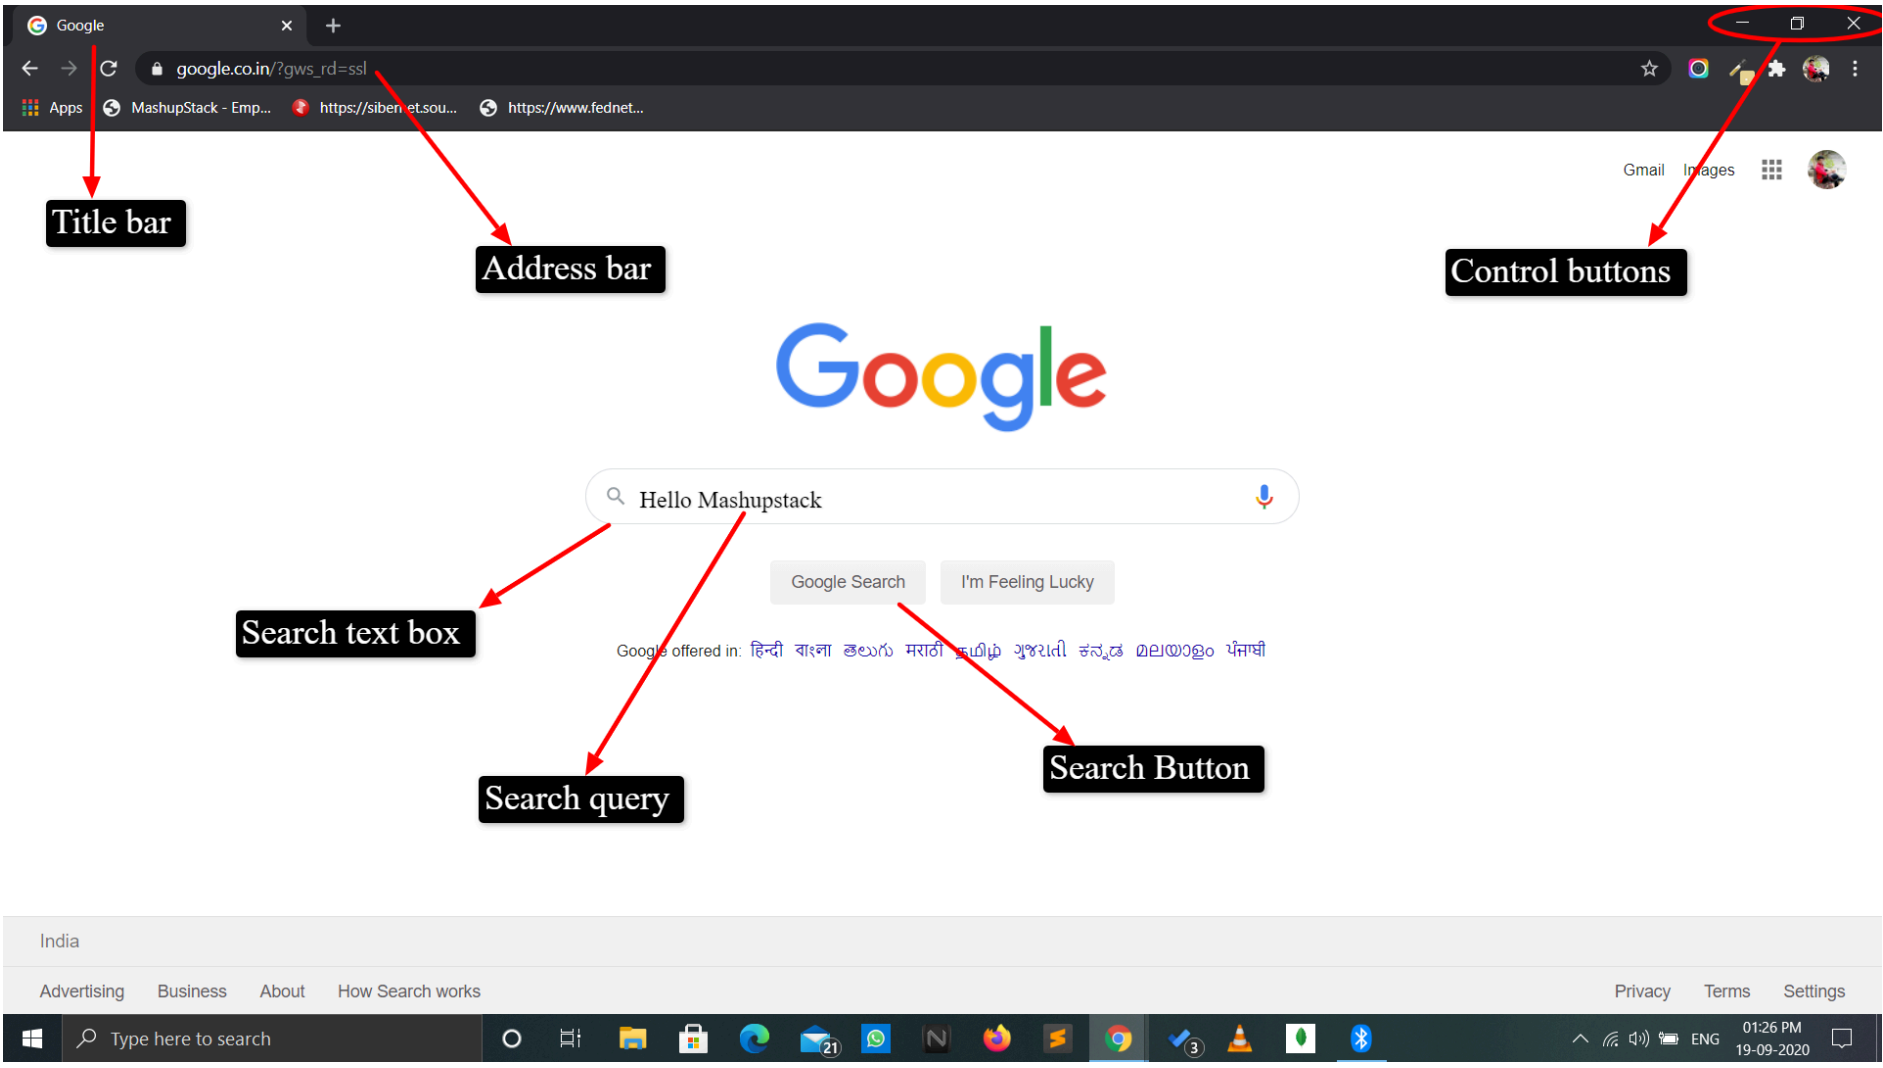 Google
google.co.in/?gws_rd=ssl
Apps MashupStack - Emp... https://sibernet.sou... https://www.fednet...
Gmail Images
Title bar
Address bar
Control buttons
Google
Hello Mashupstack
Google Search I'm Feeling Lucky
Search text box
Google offered in: हिन्दी বাংলা తెలుగు मराठी தமிழ் ગુજરાતી ಕನ್ನಡ മലയാളം ਪੰਜਾਬੀ
Search Button
Search query
India
Advertising Business About How Search works Privacy Terms Settings
Type here to search 21 3 ENG 01:26 PM
19-09-2020